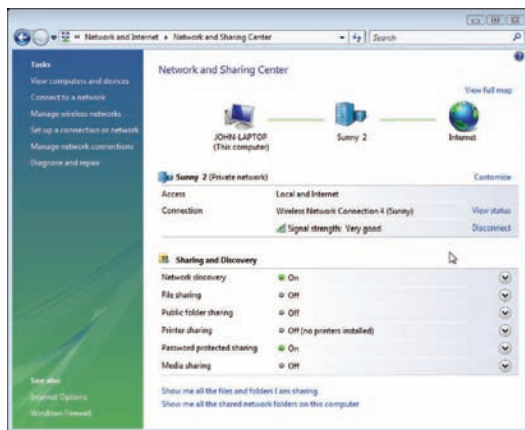 Network and Internet ▸ Network and Sharing Center
Search
Tasks
View computers and devices
Connect to a network
Manage wireless networks
Set up a connection or network
Manage network connections
Diagnose and repair
See also
Internet Options
Windows Firewall
Network and Sharing Center
View full map
JOHN-LAPTOP
(This computer)
Sunny 2
Internet
Sunny 2 (Private network)
Customize
Access Local and Internet
Connection Wireless Network Connection 4 (Sunny) View status
Signal strength: Very good Disconnect
Sharing and Discovery
Network discovery On
File sharing Off
Public folder sharing Off
Printer sharing Off (no printers installed)
Password protected sharing On
Media sharing Off
Show me all the files and folders I am sharing
Show me all the shared network folders on this computer